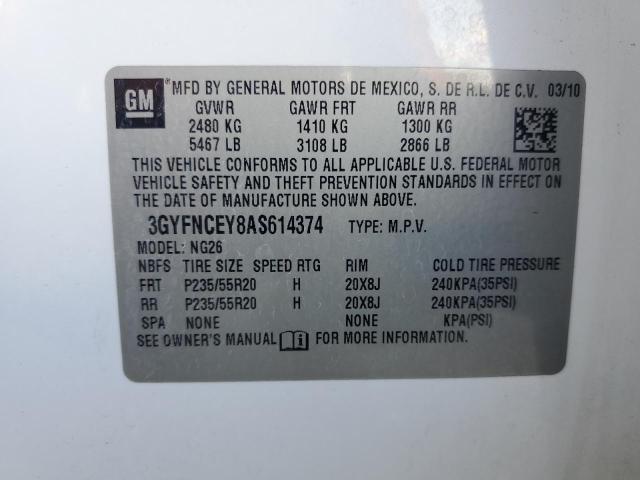 GM
MFD BY GENERAL MOTORS DE MEXICO, S. DE R.L. DE C.V. 03/10
GVWR GAWR FRT GAWR RR
2480 KG 1410 KG 1300 KG
5467 LB 3108 LB 2866 LB
THIS VEHICLE CONFORMS TO ALL APPLICABLE U.S. FEDERAL MOTOR
VEHICLE SAFETY AND THEFT PREVENTION STANDARDS IN EFFECT ON
THE DATE OF MANUFACTURE SHOWN ABOVE.
3GYFNCEY8AS614374 TYPE: M.P.V.
MODEL: NG26
NBFS TIRE SIZE SPEED RTG RIM COLD TIRE PRESSURE
FRT P235/55R20 H 20X8J 240KPA(35PSI)
RR P235/55R20 H 20X8J 240KPA(35PSI)
SPA NONE NONE KPA(PSI)
SEE OWNER'S MANUAL FOR MORE INFORMATION.